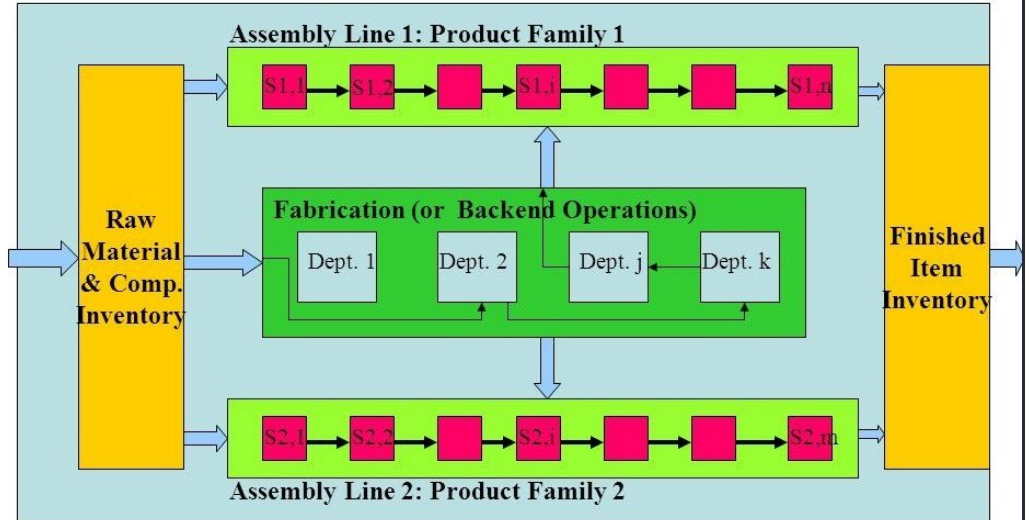 Assembly Line 1: Product Family 1
S1,1 S1,2 S1,i S1,n
Raw
Material
& Comp.
Inventory
Fabrication (or Backend Operations)
Dept. 1 Dept. 2 Dept. j Dept. k
Finished
Item
Inventory
S2,1 S2,2 S2,i S2,m
Assembly Line 2: Product Family 2